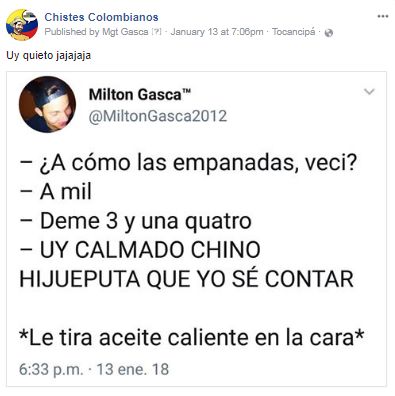 Chistes Colombianos
Published by Mgt Gasca [?] · January 13 at 7:06pm · Tocancipá ·
Uy quieto jajajaja
Milton Gasca™
@MiltonGasca2012
– ¿A cómo las empanadas, veci?
– A mil
– Deme 3 y una quatro
– UY CALMADO CHINO
HIJUEPUTA QUE YO SÉ CONTAR
*Le tira aceite caliente en la cara*
6:33 p.m. · 13 ene. 18